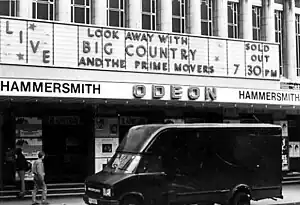 LIVE
LOOK AWAY WITH
BIG COUNTRY
AND THE PRIME MOVERS
SOLD
OUT
7 30PM
HAMMERSMITH
ODEON
HAMMERSMITH